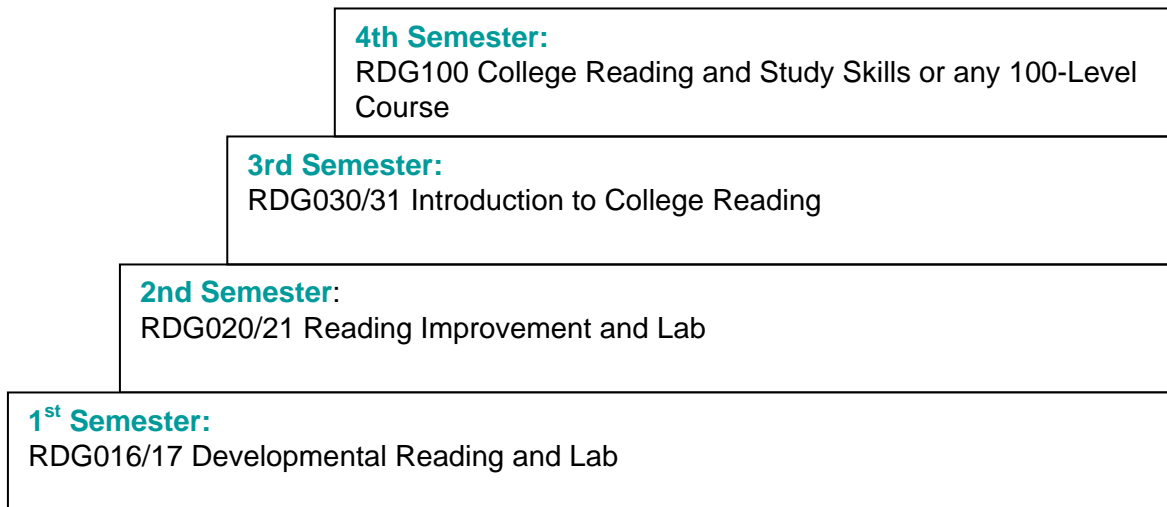 4th Semester:
RDG100 College Reading and Study Skills or any 100-Level
Course
3rd Semester:
RDG030/31 Introduction to College Reading
2nd Semester:
RDG020/21 Reading Improvement and Lab
1st Semester:
RDG016/17 Developmental Reading and Lab